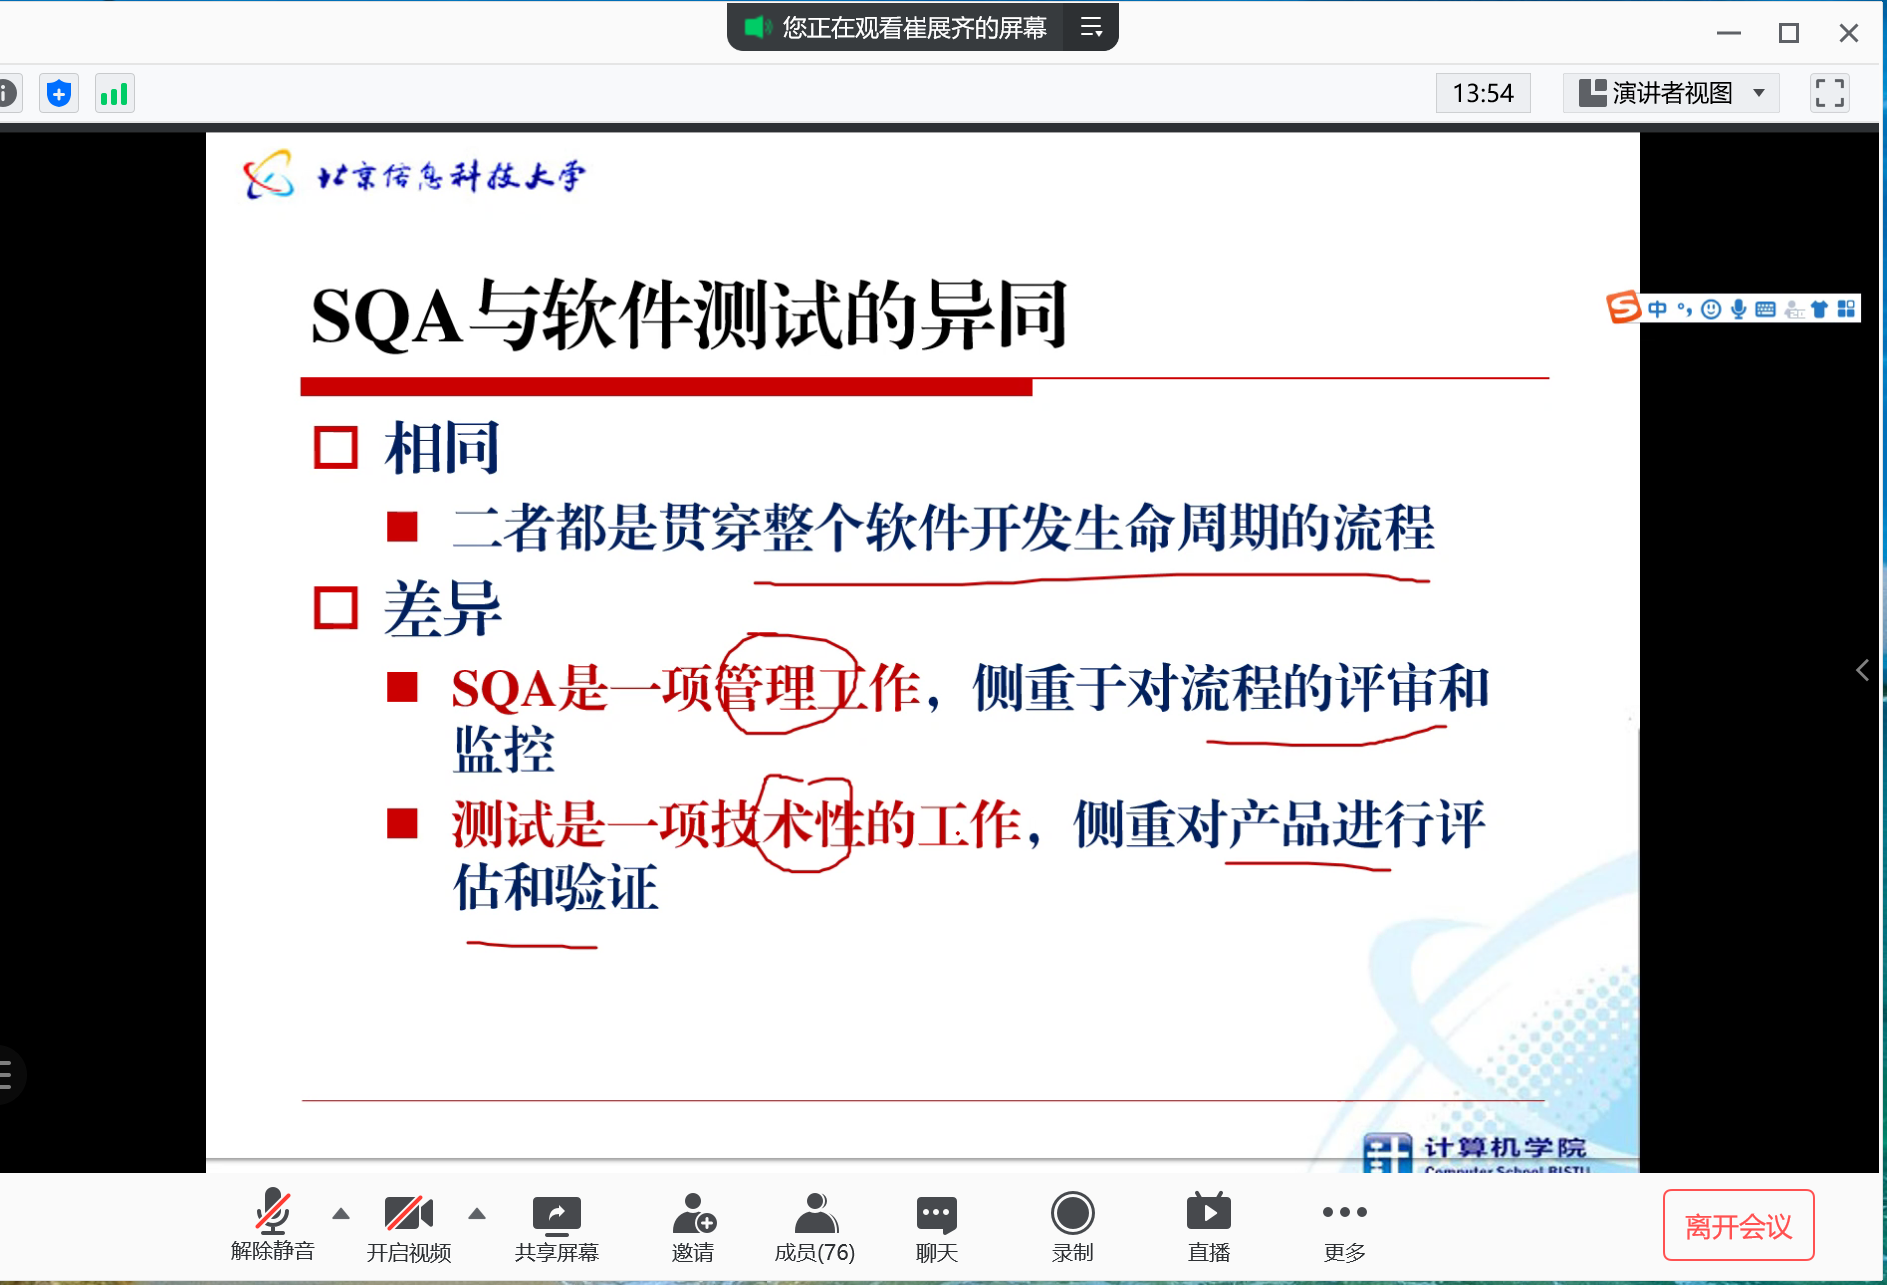 您正在观看崔展齐的屏幕
13:54
演讲者视图
北京信息科技大学
SQA与软件测试的异同
中
相同
二者都是贯穿整个软件开发生命周期的流程
差异
SQA是一项管理工作，侧重于对流程的评审和
监控
测试是一项技术性的工作，侧重对产品进行评
估和验证
计算机学院
Computer School BISTU
解除静音
开启视频
共享屏幕
邀请
成员(76)
聊天
录制
直播
更多
离开会议